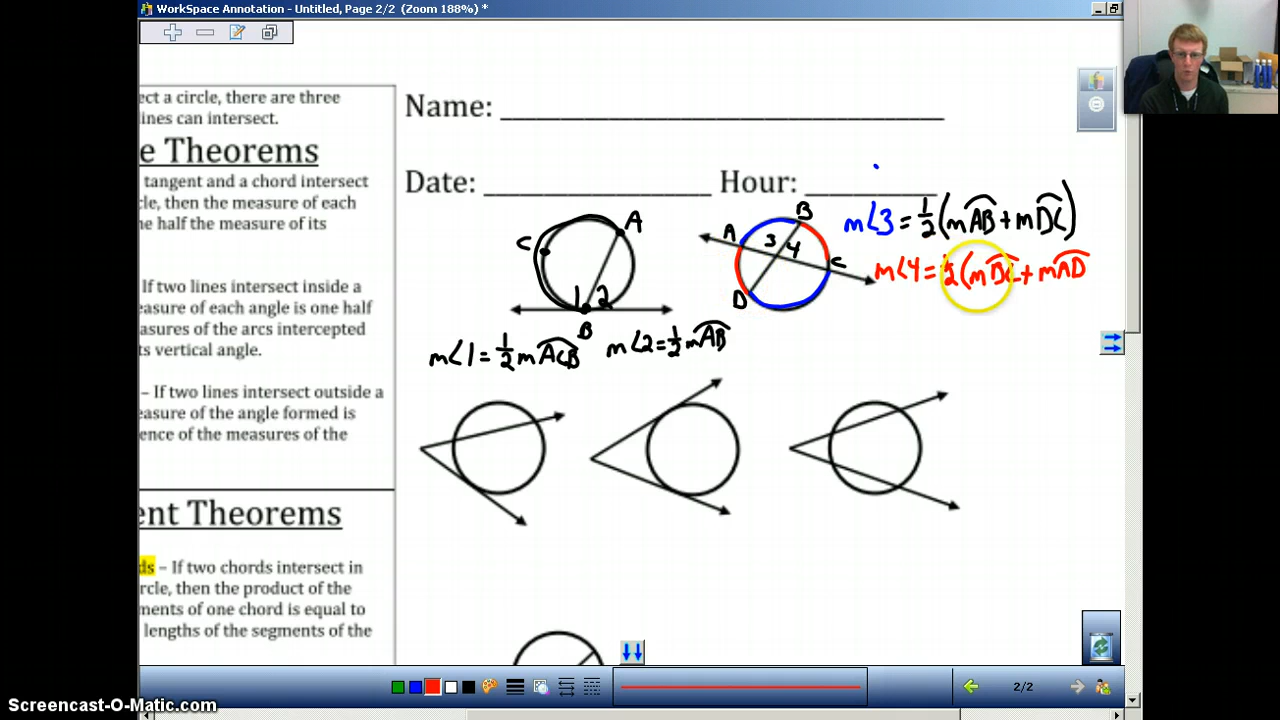 WorkSpace Annotation - Untitled, Page 2/2 (Zoom 188%) *
ect a circle, there are three
lines can intersect.
e Theorems
tangent and a chord intersect
cle, then the measure of each
ne half the measure of its
If two lines intersect inside a
easure of each angle is one half
asures of the arcs intercepted
ts vertical angle.
– If two lines intersect outside a
easure of the angle formed is
ence of the measures of the
ent Theorems
ds – If two chords intersect in
rcle, then the product of the
ments of one chord is equal to
lengths of the segments of the
Name: ____________________
Date: ____________ Hour: ________
A
C
1 2
B
m∠1 = 1/2 mACB
m∠2 = 1/2 mAB
B
A
3 4
C
D
m∠3 = 1/2 (mAB + mDC)
m∠4 = (m + mAD
2/2
Screencast-O-Matic.com